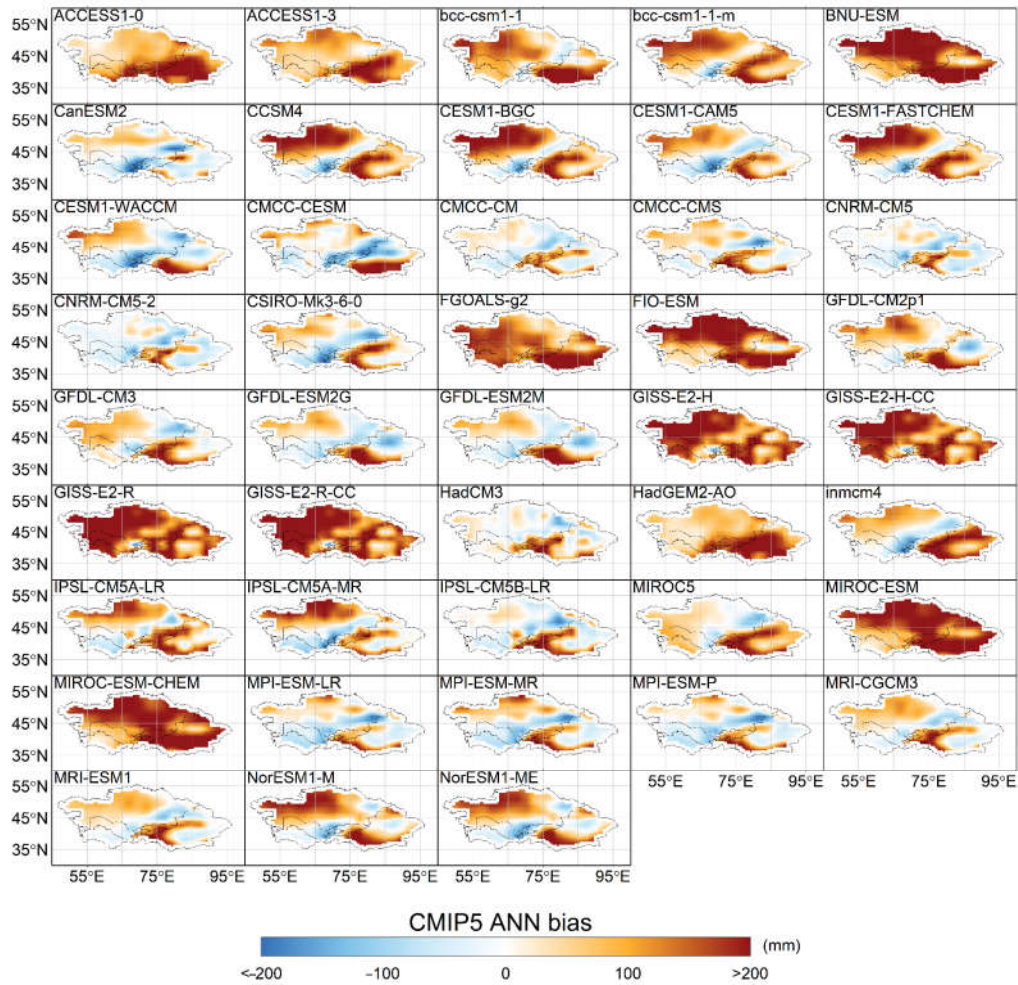 ACCESS1-0 ACCESS1-3 bcc-csm1-1 bcc-csm1-1-m BNU-ESM
55°N
45°N
35°N
CanESM2 CCSM4 CESM1-BGC CESM1-CAM5 CESM1-FASTCHEM
55°N
45°N
35°N
CESM1-WACCM CMCC-CESM CMCC-CM CMCC-CMS CNRM-CM5
55°N
45°N
35°N
CNRM-CM5-2 CSIRO-Mk3-6-0 FGOALS-g2 FIO-ESM GFDL-CM2p1
55°N
45°N
35°N
GFDL-CM3 GFDL-ESM2G GFDL-ESM2M GISS-E2-H GISS-E2-H-CC
55°N
45°N
35°N
GISS-E2-R GISS-E2-R-CC HadCM3 HadGEM2-AO inmcm4
55°N
45°N
35°N
IPSL-CM5A-LR IPSL-CM5A-MR IPSL-CM5B-LR MIROC5 MIROC-ESM
55°N
45°N
35°N
MIROC-ESM-CHEM MPI-ESM-LR MPI-ESM-MR MPI-ESM-P MRI-CGCM3
55°N
45°N
35°N
MRI-ESM1 NorESM1-M NorESM1-ME 55°E 75°E 95°E 55°E 75°E 95°E
55°N
45°N
35°N
55°E 75°E 95°E 55°E 75°E 95°E 55°E 75°E 95°E
CMIP5 ANN bias
(mm)
<-200 -100 0 100 >200